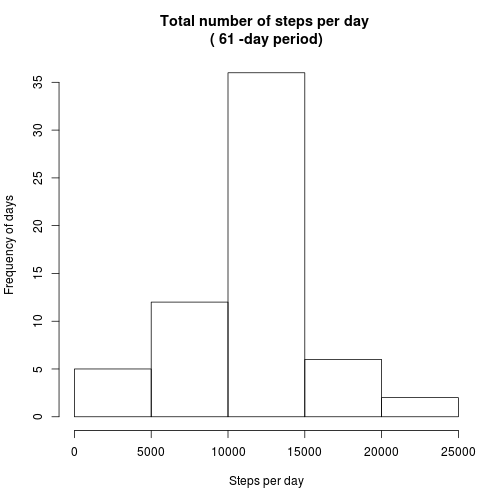 Total number of steps per day
( 61 -day period)
35
30
25
20
15
10
5
0
Frequency of days
0 5000 10000 15000 20000 25000
Steps per day